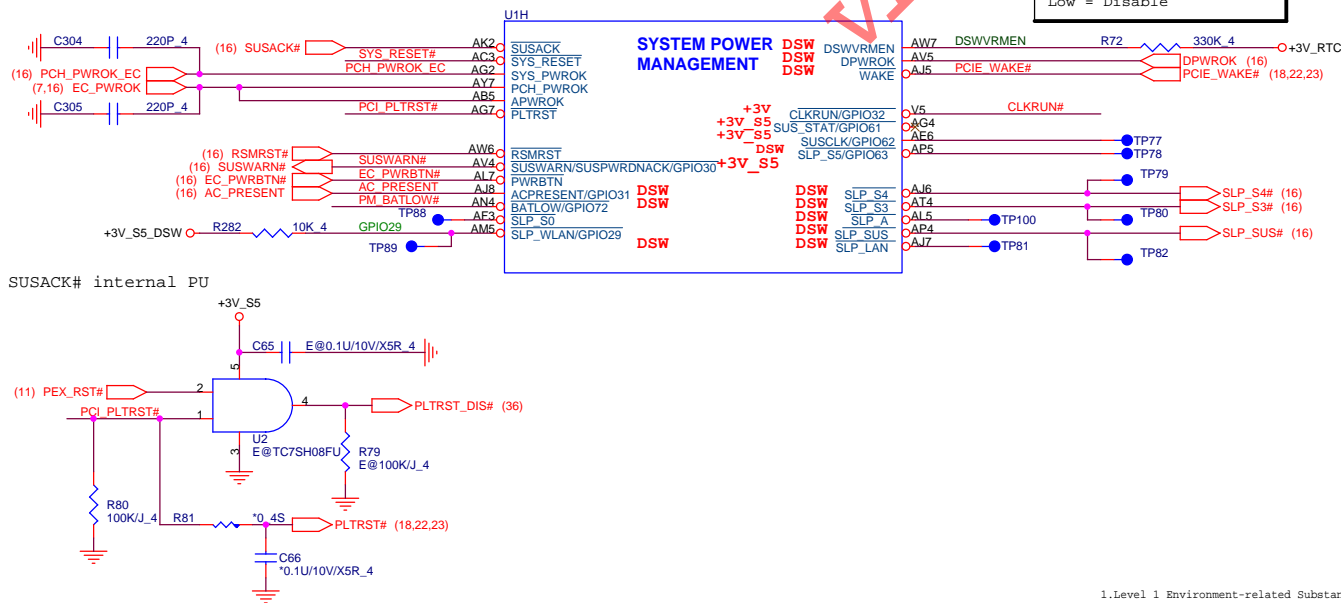 Low = Disable
U1H
C304 220P_4
(16) SUSACK# AK2 SUSACK
SYS_RESET# AC3 SYS_RESET
(16) PCH_PWROK_EC PCH_PWROK_EC AG2 SYS_PWROK
(7,16) EC_PWROK AY7 PCH_PWROK
AB5 APWROK
C305 220P_4
PCI_PLTRST# AG7 PLTRST
SYSTEM POWER MANAGEMENT
DSW DSWVRMEN AW7 DSWVRMEN R72 330K_4 +3V_RTC
DSW DPWROK AV5 DPWROK (16)
DSW WAKE AJ5 PCIE_WAKE# PCIE_WAKE# (18,22,23)
+3V CLKRUN/GPIO32 V5 CLKRUN#
+3V_S5 SUS_STAT/GPIO61 AG4
+3V_S5 SUSCLK/GPIO62 AE6 TP77
DSW SLP_S5/GPIO63 AP5 TP78
(16) RSMRST# AW6 RSMRST
(16) SUSWARN# SUSWARN# AV4 SUSWARN/SUSPWRDNACK/GPIO30 +3V_S5
(16) EC_PWRBTN# EC_PWRBTN# AL7 PWRBTN
(16) AC_PRESENT AC_PRESENT AJ8 ACPRESENT/GPIO31 DSW
PM_BATLOW# AN4 BATLOW/GPIO72 DSW
TP88 AF3 SLP_S0
+3V_S5_DSW R282 10K_4 GPIO29 AM5 SLP_WLAN/GPIO29 DSW
TP89
TP79
DSW SLP_S4 AJ6 SLP_S4# (16)
DSW SLP_S3 AT4 SLP_S3# (16)
TP80
DSW SLP_A AL5 TP100
DSW SLP_SUS AP4 SLP_SUS# (16)
DSW SLP_LAN AJ7 TP81
TP82
SUSACK# internal PU
+3V_S5
C65 E@0.1U/10V/X5R_4
5
(11) PEX_RST# 2
PCI_PLTRST# 1
4 PLTRST_DIS# (36)
3
U2
E@TC7SH08FU
R79
E@100K/J_4
R80
100K/J_4
R81 *0_4S PLTRST# (18,22,23)
C66
*0.1U/10V/X5R_4
1.Level 1 Environment-related Substan